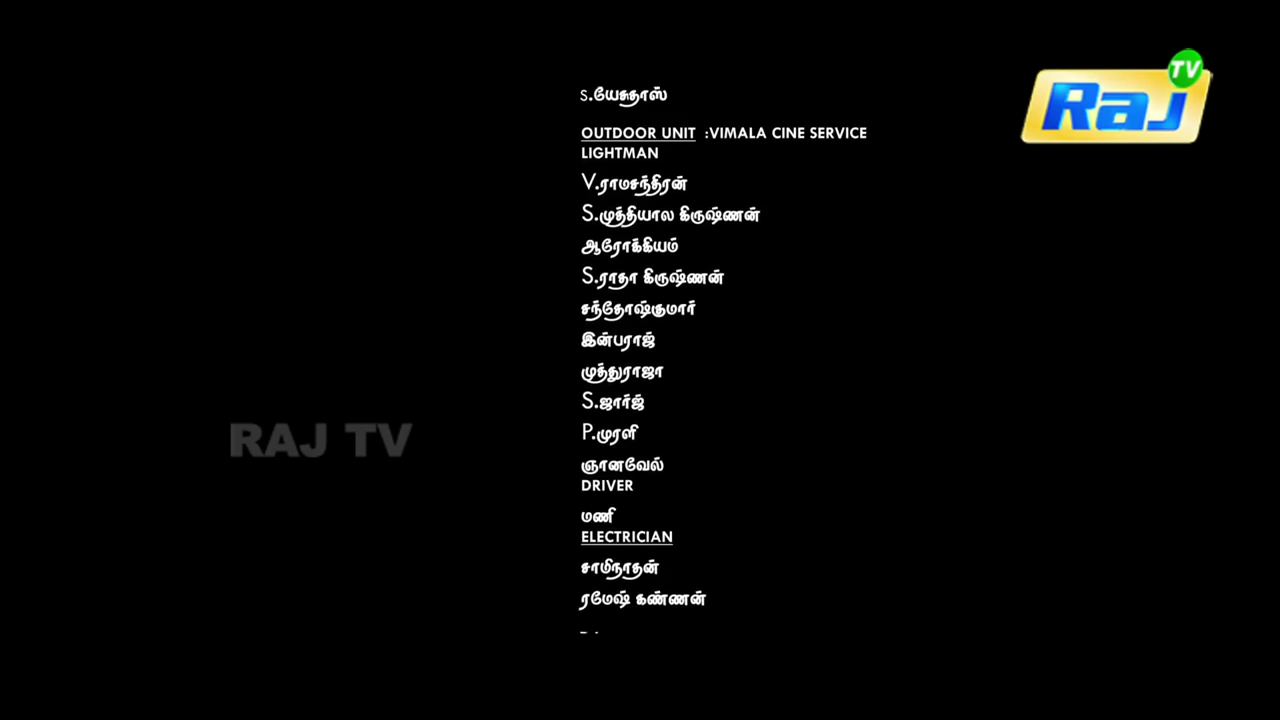 S.யேசுதாஸ்
OUTDOOR UNIT :VIMALA CINE SERVICE
LIGHTMAN
V.ராமசந்திரன்
S.முத்தியால கிருஷ்ணன்
ஆரோக்கியம்
S.ராதா கிருஷ்ணன்
சந்தோஷ்குமார்
இன்பராஜ்
முத்துராஜா
S.ஜார்ஜ்
P.முரளி
ஞானவேல்
DRIVER
மணி
ELECTRICIAN
சாமிநாதன்
ரமேஷ் கண்ணன்
Raj TV
RAJ TV